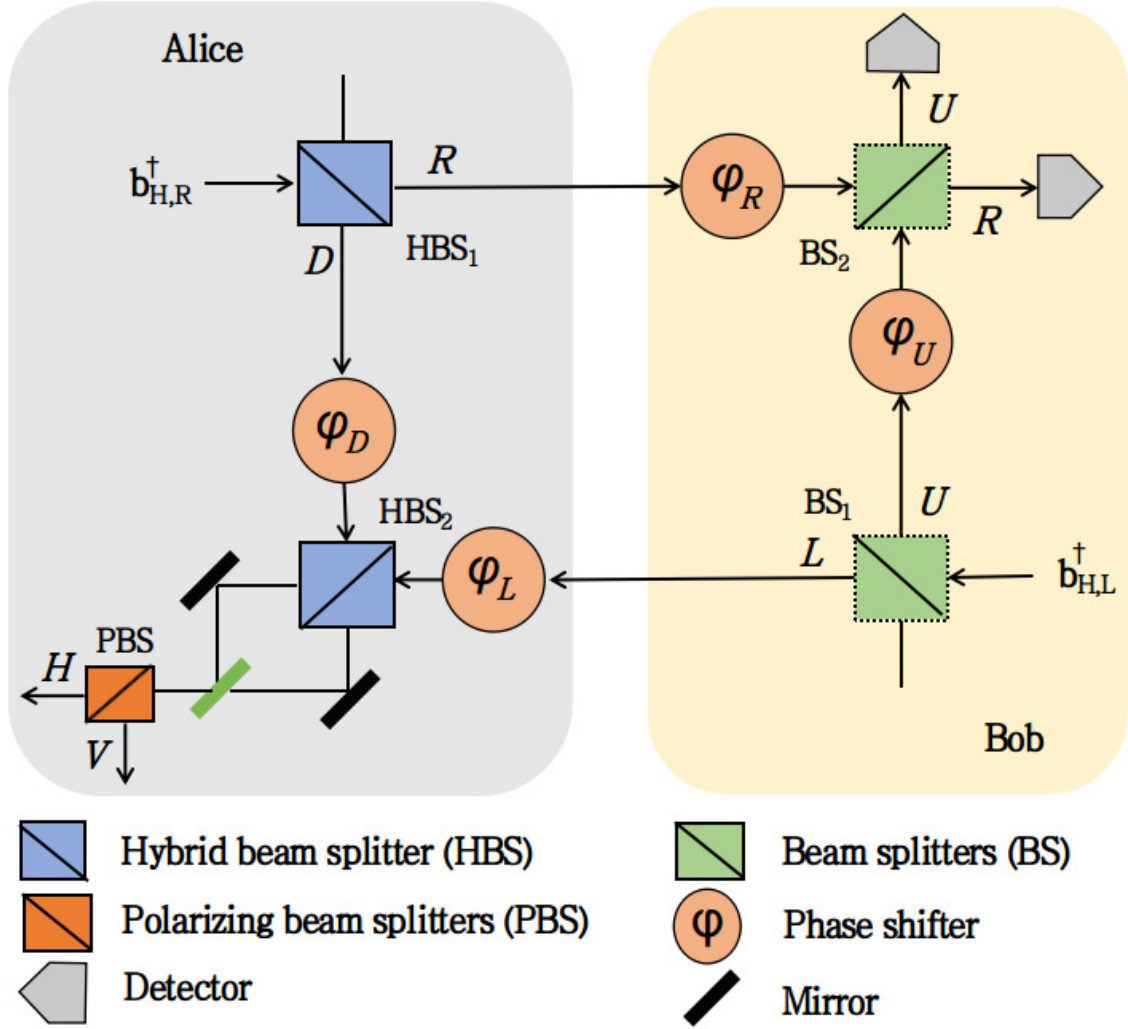 Alice
U
b†H,R
R
φR
R
D
HBS1
BS2
φD
φU
HBS2
BS1
U
L
φL
b†H,L
PBS
H
V
Bob
Hybrid beam splitter (HBS)
Beam splitters (BS)
Polarizing beam splitters (PBS)
φ
Phase shifter
Detector
Mirror